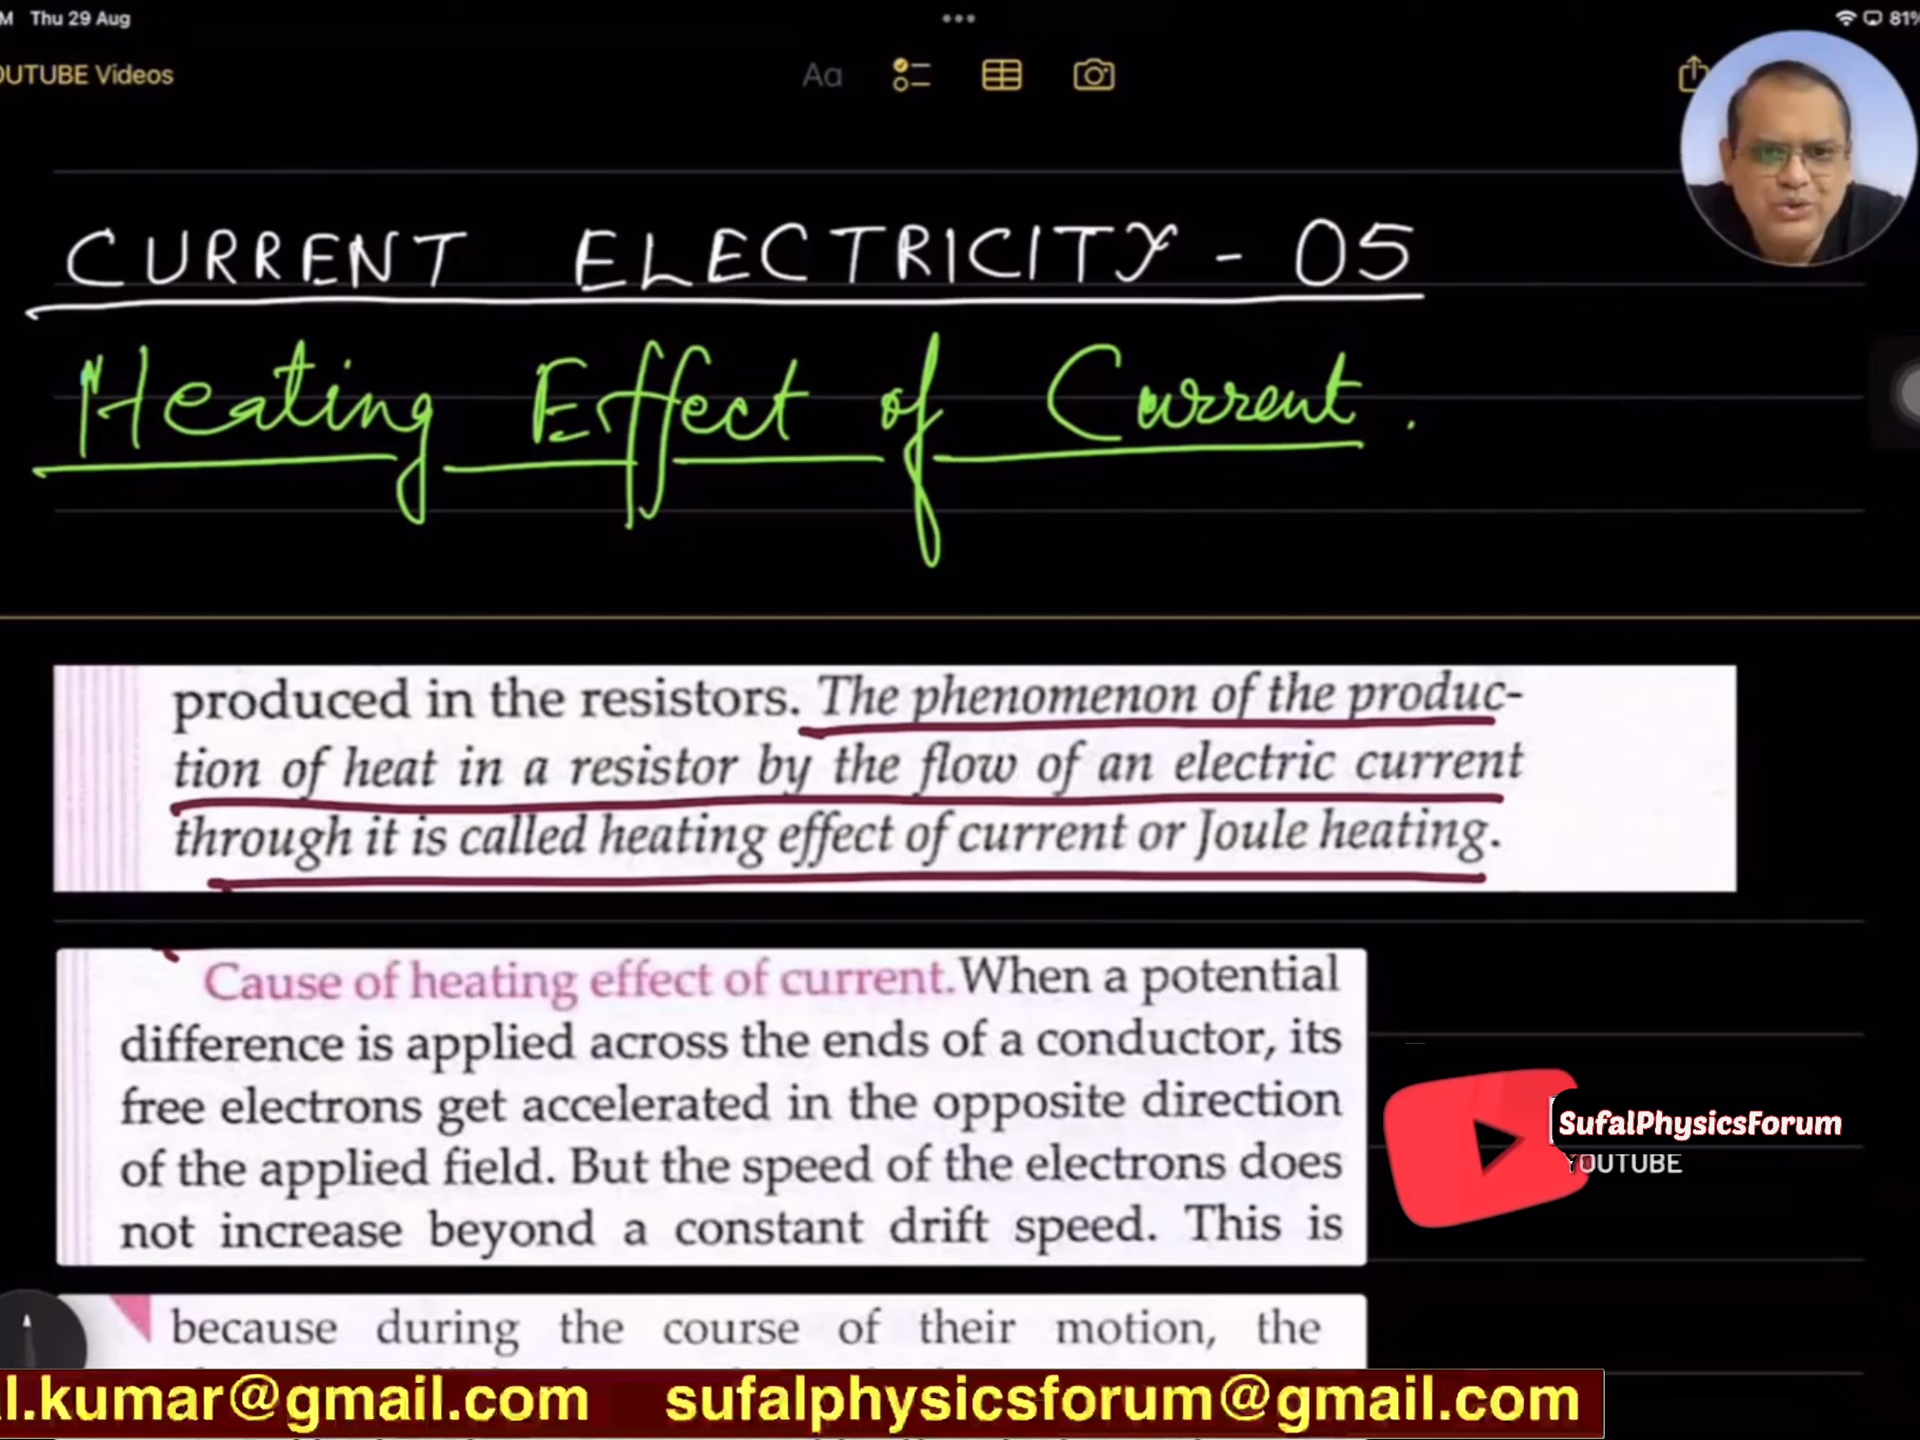 M Thu 29 Aug
81%
OUTUBE Videos
Aa
CURRENT ELECTRICITY - 05
Heating Effect of Current .
produced in the resistors. The phenomenon of the produc-
tion of heat in a resistor by the flow of an electric current
through it is called heating effect of current or Joule heating.
Cause of heating effect of current. When a potential
difference is applied across the ends of a conductor, its
free electrons get accelerated in the opposite direction
of the applied field. But the speed of the electrons does
not increase beyond a constant drift speed. This is
SufalPhysicsForum
YOUTUBE
because during the course of their motion, the
al.kumar@gmail.com sufalphysicsforum@gmail.com